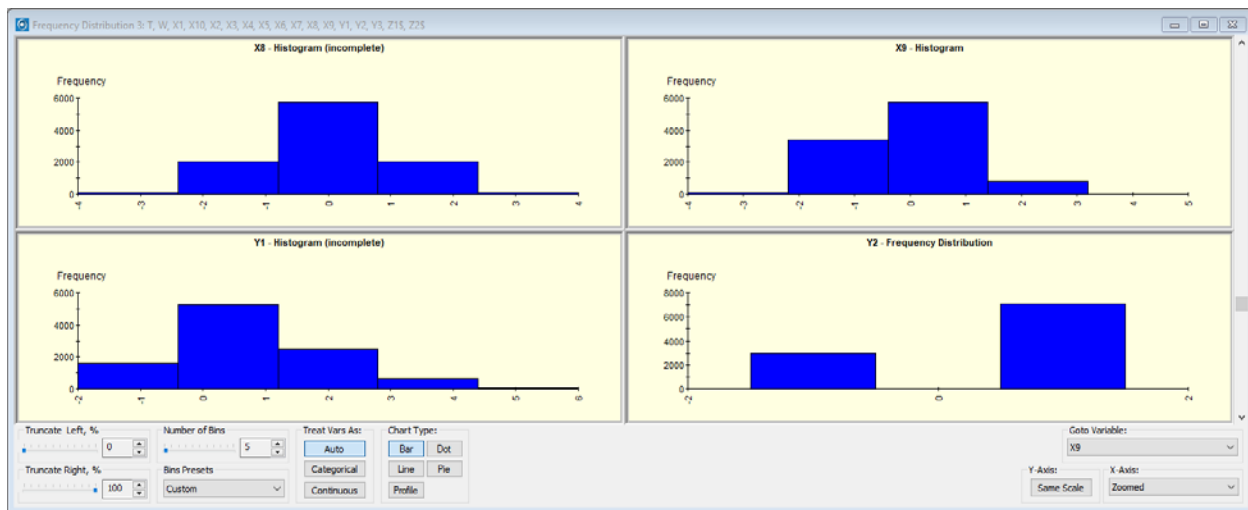 Frequency Distribution 3: T, W, X1, X10, X2, X3, X4, X5, X6, X7, X8, X9, Y1, Y2, Y3, Z1$, Z2$
X8 - Histogram (incomplete)
Frequency
6000
4000
2000
0
-4 -3 -2 -1 0 1 2 3 4
X9 - Histogram
Frequency
6000
4000
2000
0
-4 -3 -2 -1 0 1 2 3 4 5
Y1 - Histogram (incomplete)
Frequency
6000
4000
2000
0
-2 -1 0 1 2 3 4 5 6
Y2 - Frequency Distribution
Frequency
8000
6000
4000
2000
0
-2 0 2
Truncate Left, % Number of Bins Treat Vars As: Chart Type: Goto Variable:
0 5 Auto Bar Dot X9
Truncate Right, % Bins Presets Categorical Line Pie Y-Axis: X-Axis:
100 Custom Continuous Profile Same Scale Zoomed